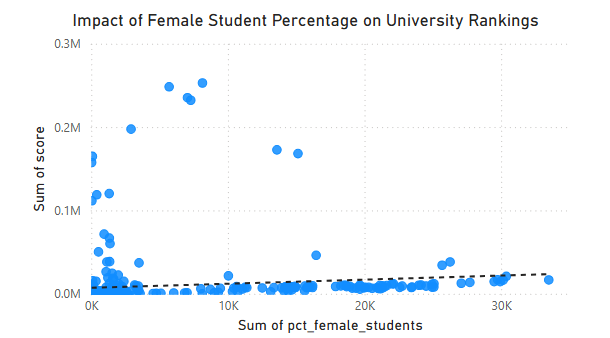 Impact of Female Student Percentage on University Rankings
0.3M
0.2M
0.1M
0.0M
Sum of score
0K
10K
20K
30K
Sum of pct_female_students